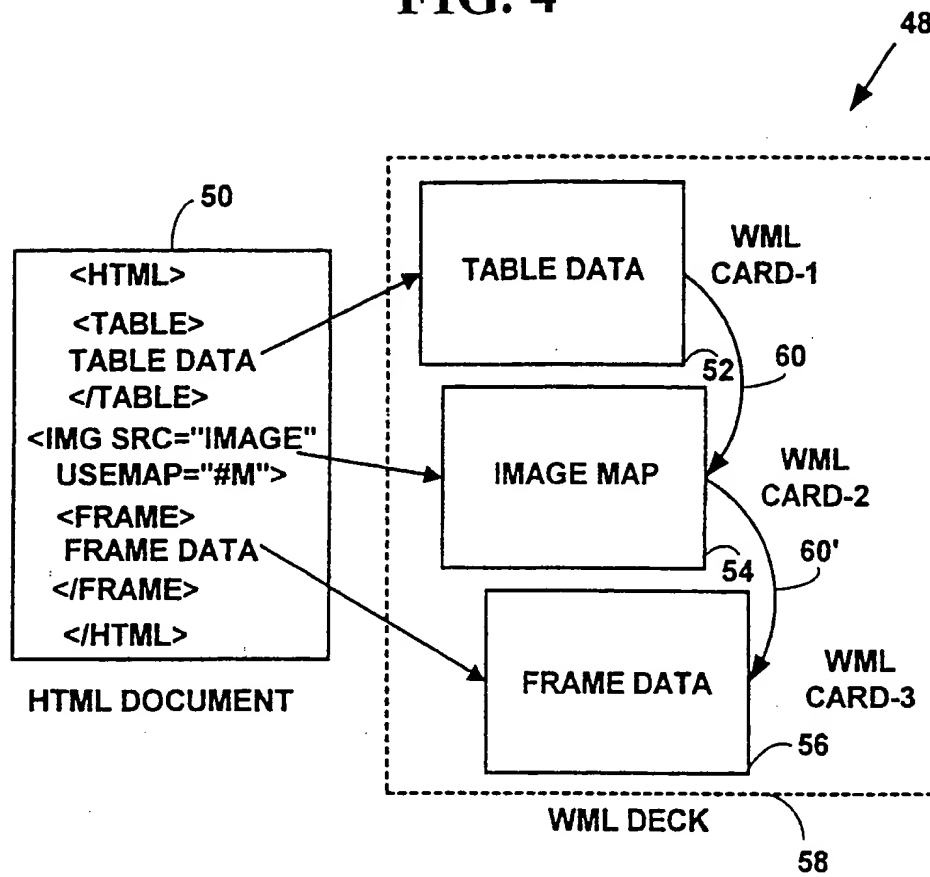 FIG. 4
48
50
<HTML>
<TABLE>
TABLE DATA
</TABLE>
<IMG SRC="IMAGE"
USEMAP="#M">
<FRAME>
FRAME DATA
</FRAME>
</HTML>
HTML DOCUMENT
TABLE DATA
WML
CARD-1
52
60
IMAGE MAP
WML
CARD-2
54
60'
FRAME DATA
WML
CARD-3
56
WML DECK
58